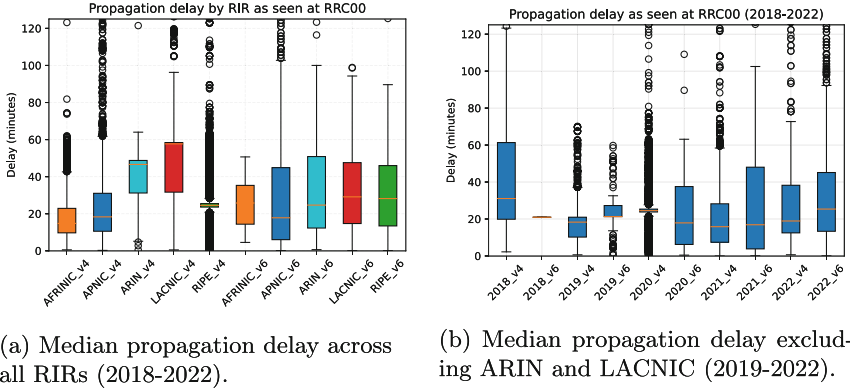 Propagation delay by RIR as seen at RRC00
Delay (minutes)
120
100
80
60
40
20
0
AFRINIC_v4
APNIC_v4
ARIN_v4
LACNIC_v4
RIPE_v4
AFRINIC_v6
APNIC_v6
ARIN_v6
LACNIC_v6
RIPE_v6
(a) Median propagation delay across
all RIRs (2018-2022).
Propagation delay as seen at RRC00 (2018-2022)
Delay (minutes)
120
100
80
60
40
20
0
2018_v4
2018_v6
2019_v4
2019_v6
2020_v4
2020_v6
2021_v4
2021_v6
2022_v4
2022_v6
(b) Median propagation delay exclud-
ing ARIN and LACNIC (2019-2022).